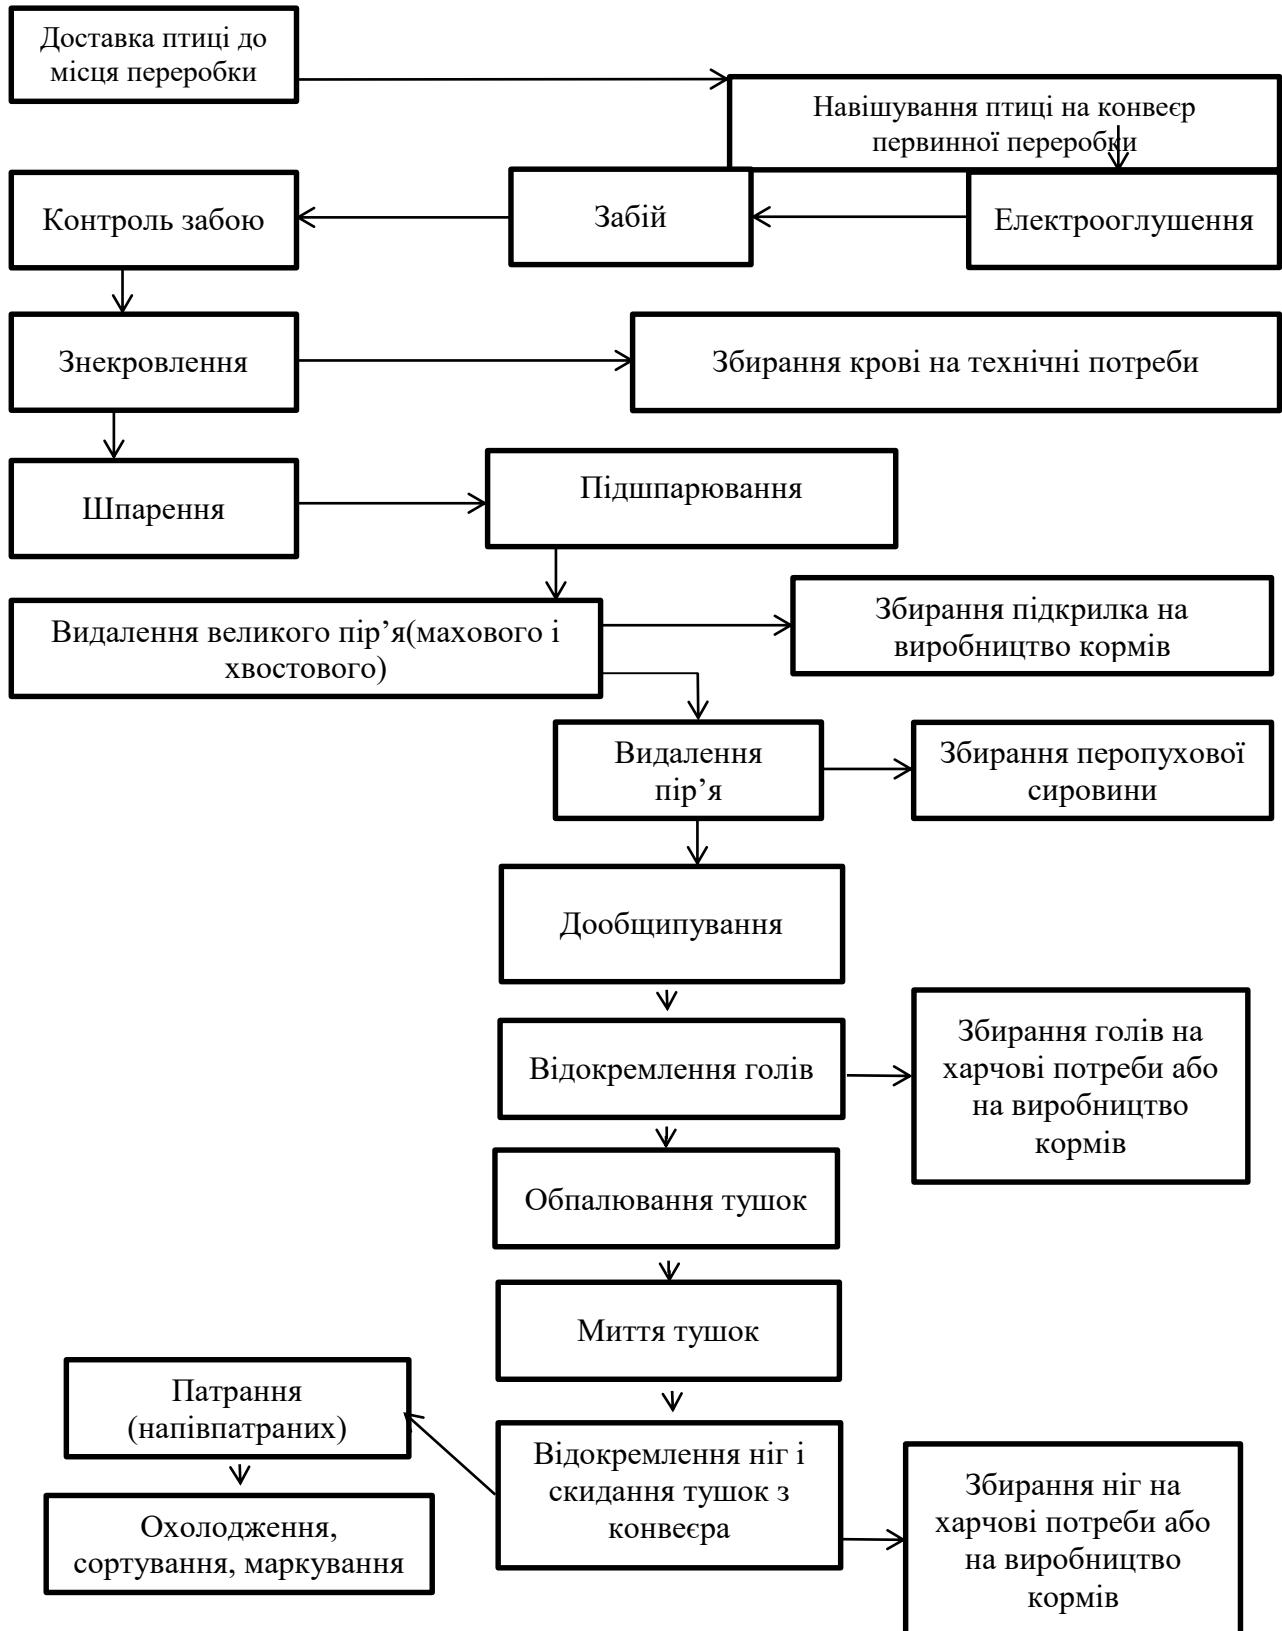 Доставка птиці до
місця переробки
Навішування птиці на конвеєр
первинної переробки
Контроль забою
Забій
Електрооглушення
Знекровлення
Збирання крові на технічні потреби
Шпарення
Підшпарювання
Видалення великого пір’я(махового і
хвостового)
Збирання підкрилка на
виробництво кормів
Видалення
пір’я
Збирання перопухової
сировини
Дообщипування
Відокремлення голів
Збирання голів на
харчові потреби або
на виробництво
кормів
Обпалювання тушок
Миття тушок
Патрання
(напівпатраних)
Відокремлення ніг і
скидання тушок з
конвеєра
Збирання ніг на
харчові потреби або
на виробництво
кормів
Охолодження,
сортування, маркування